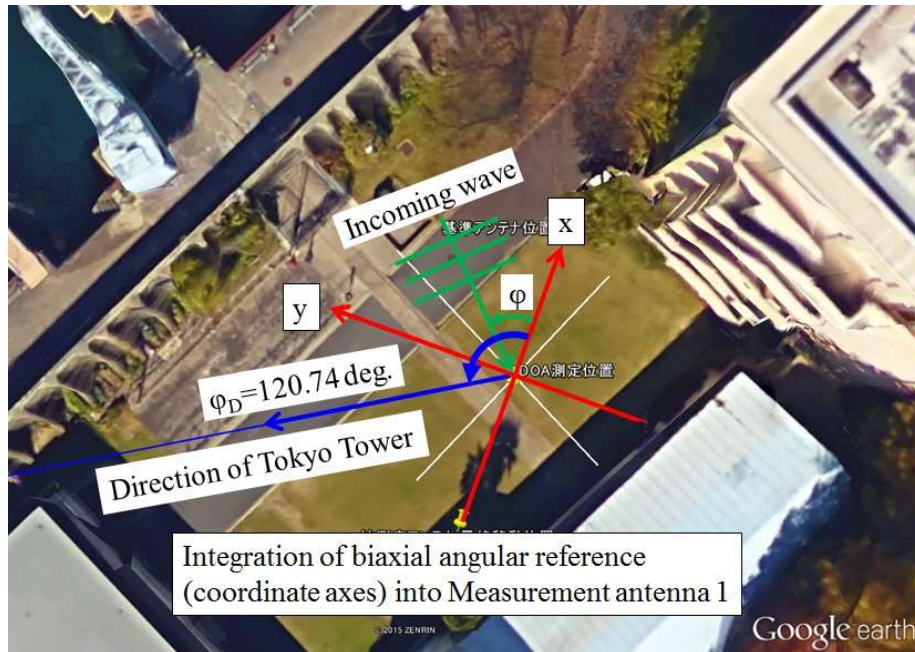 Incoming wave
基準アンテナ位置
x
φ
y
DOA測定位置
φD=120.74 deg.
Direction of Tokyo Tower
Integration of biaxial angular reference
(coordinate axes) into Measurement antenna 1
© 2015 ZENRIN
Google earth